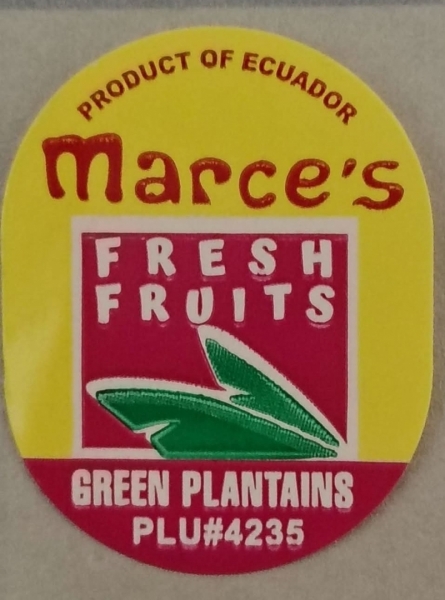 PRODUCT OF ECUADOR
Marce's
FRESH
FRUITS
GREEN PLANTAINS
PLU#4235